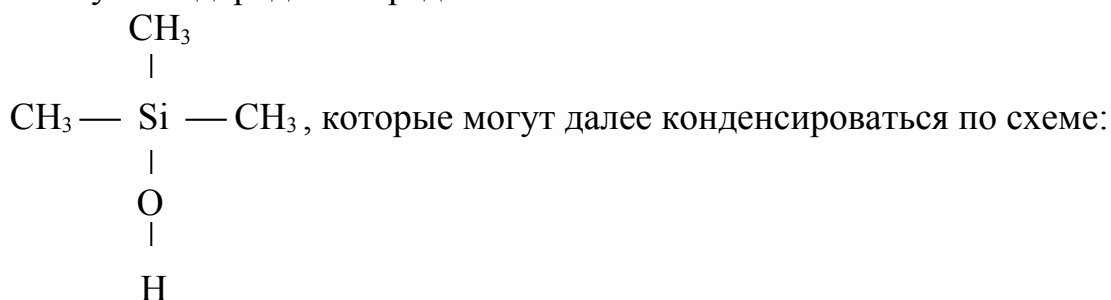 CH₃
|
CH₃ — Si — CH₃ , которые могут далее конденсироваться по схеме:
|
O
|
H